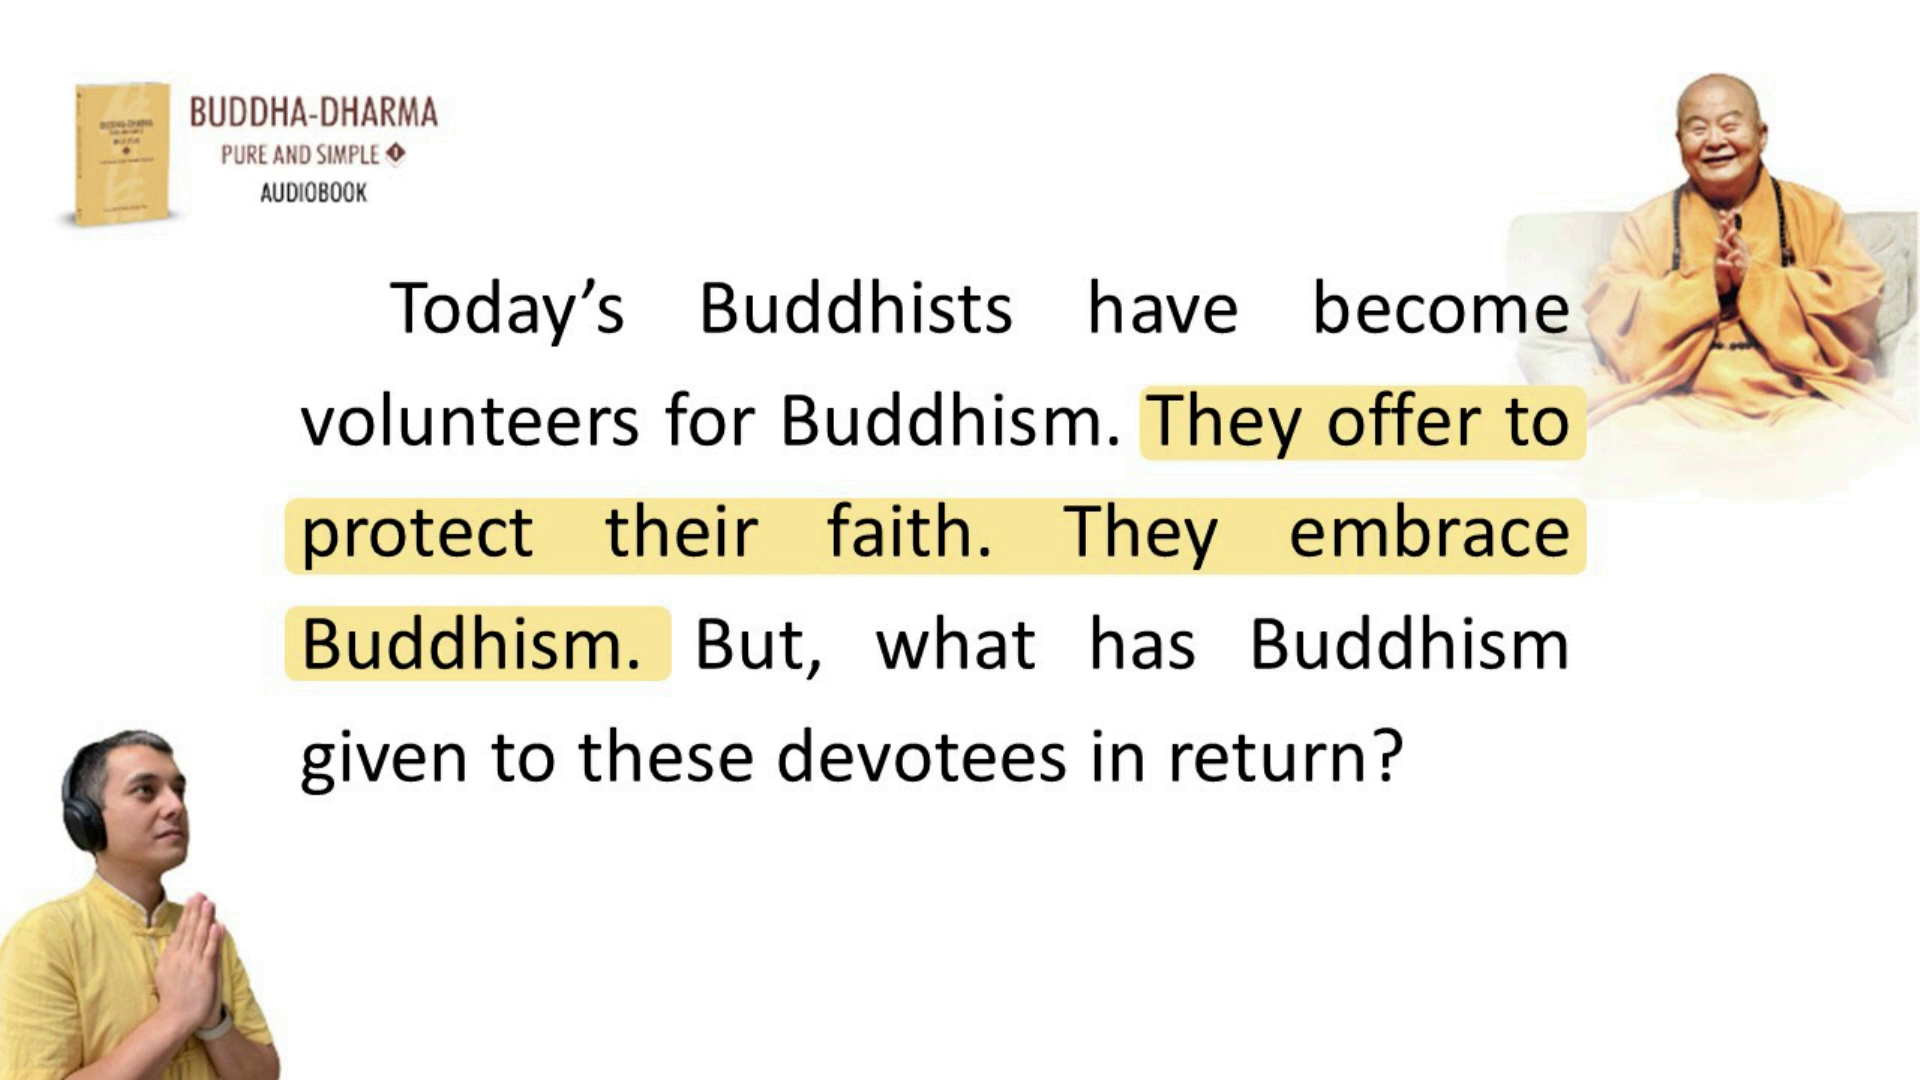 BUDDHA-DHARMA
PURE AND SIMPLE 1
AUDIOBOOK
Today’s Buddhists have become
volunteers for Buddhism. They offer to
protect their faith. They embrace
Buddhism. But, what has Buddhism
given to these devotees in return?